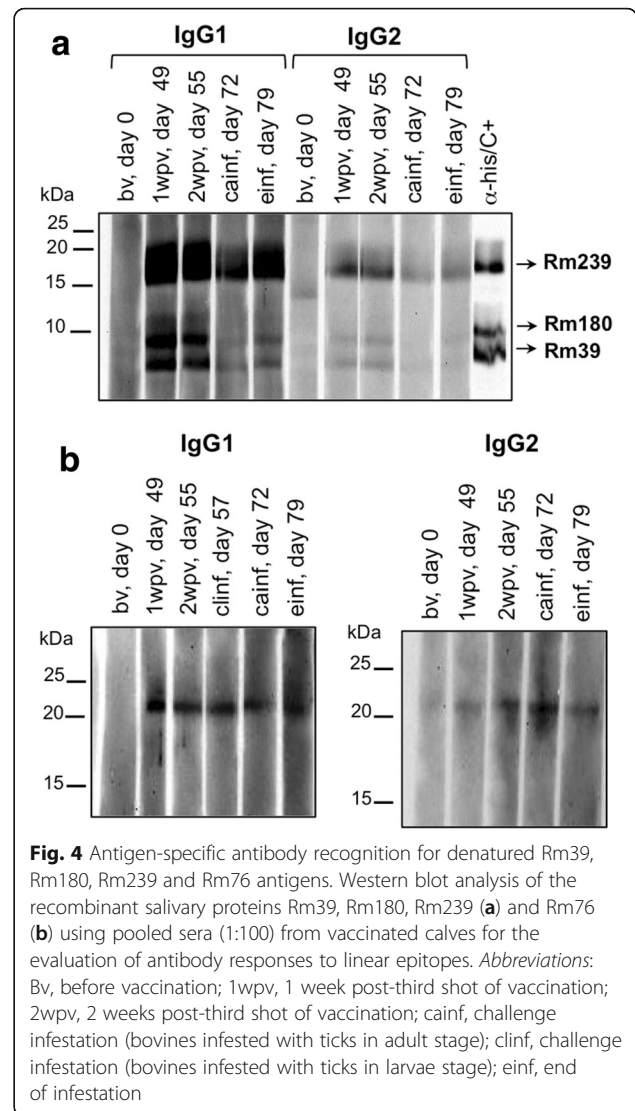 a
IgG1 IgG2
bv, day 0
1wpv, day 49
2wpv, day 55
cainf, day 72
einf, day 79
bv, day 0
1wpv, day 49
2wpv, day 55
cainf, day 72
einf, day 79
α-his/C+
kDa
25
20
15
10
→ Rm239
→ Rm180
→ Rm39
b
IgG1
bv, day 0
1wpv, day 49
2wpv, day 55
clinf, day 57
cainf, day 72
einf, day 79
kDa
25
20
15
IgG2
bv, day 0
1wpv, day 49
2wpv, day 55
cainf, day 72
einf, day 79
kDa
25
20
15
Fig. 4 Antigen-specific antibody recognition for denatured Rm39,
Rm180, Rm239 and Rm76 antigens. Western blot analysis of the
recombinant salivary proteins Rm39, Rm180, Rm239 (a) and Rm76
(b) using pooled sera (1:100) from vaccinated calves for the
evaluation of antibody responses to linear epitopes. Abbreviations:
Bv, before vaccination; 1wpv, 1 week post-third shot of vaccination;
2wpv, 2 weeks post-third shot of vaccination; cainf, challenge
infestation (bovines infested with ticks in adult stage); clinf, challenge
infestation (bovines infested with ticks in larvae stage); einf, end
of infestation